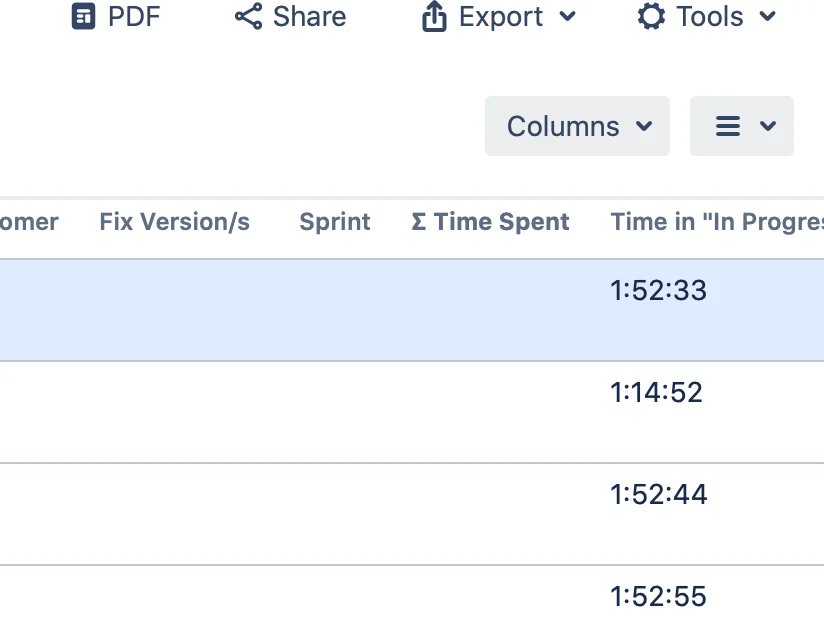 PDF Share Export Tools
Columns
omer Fix Version/s Sprint Σ Time Spent Time in "In Progres
1:52:33
1:14:52
1:52:44
1:52:55